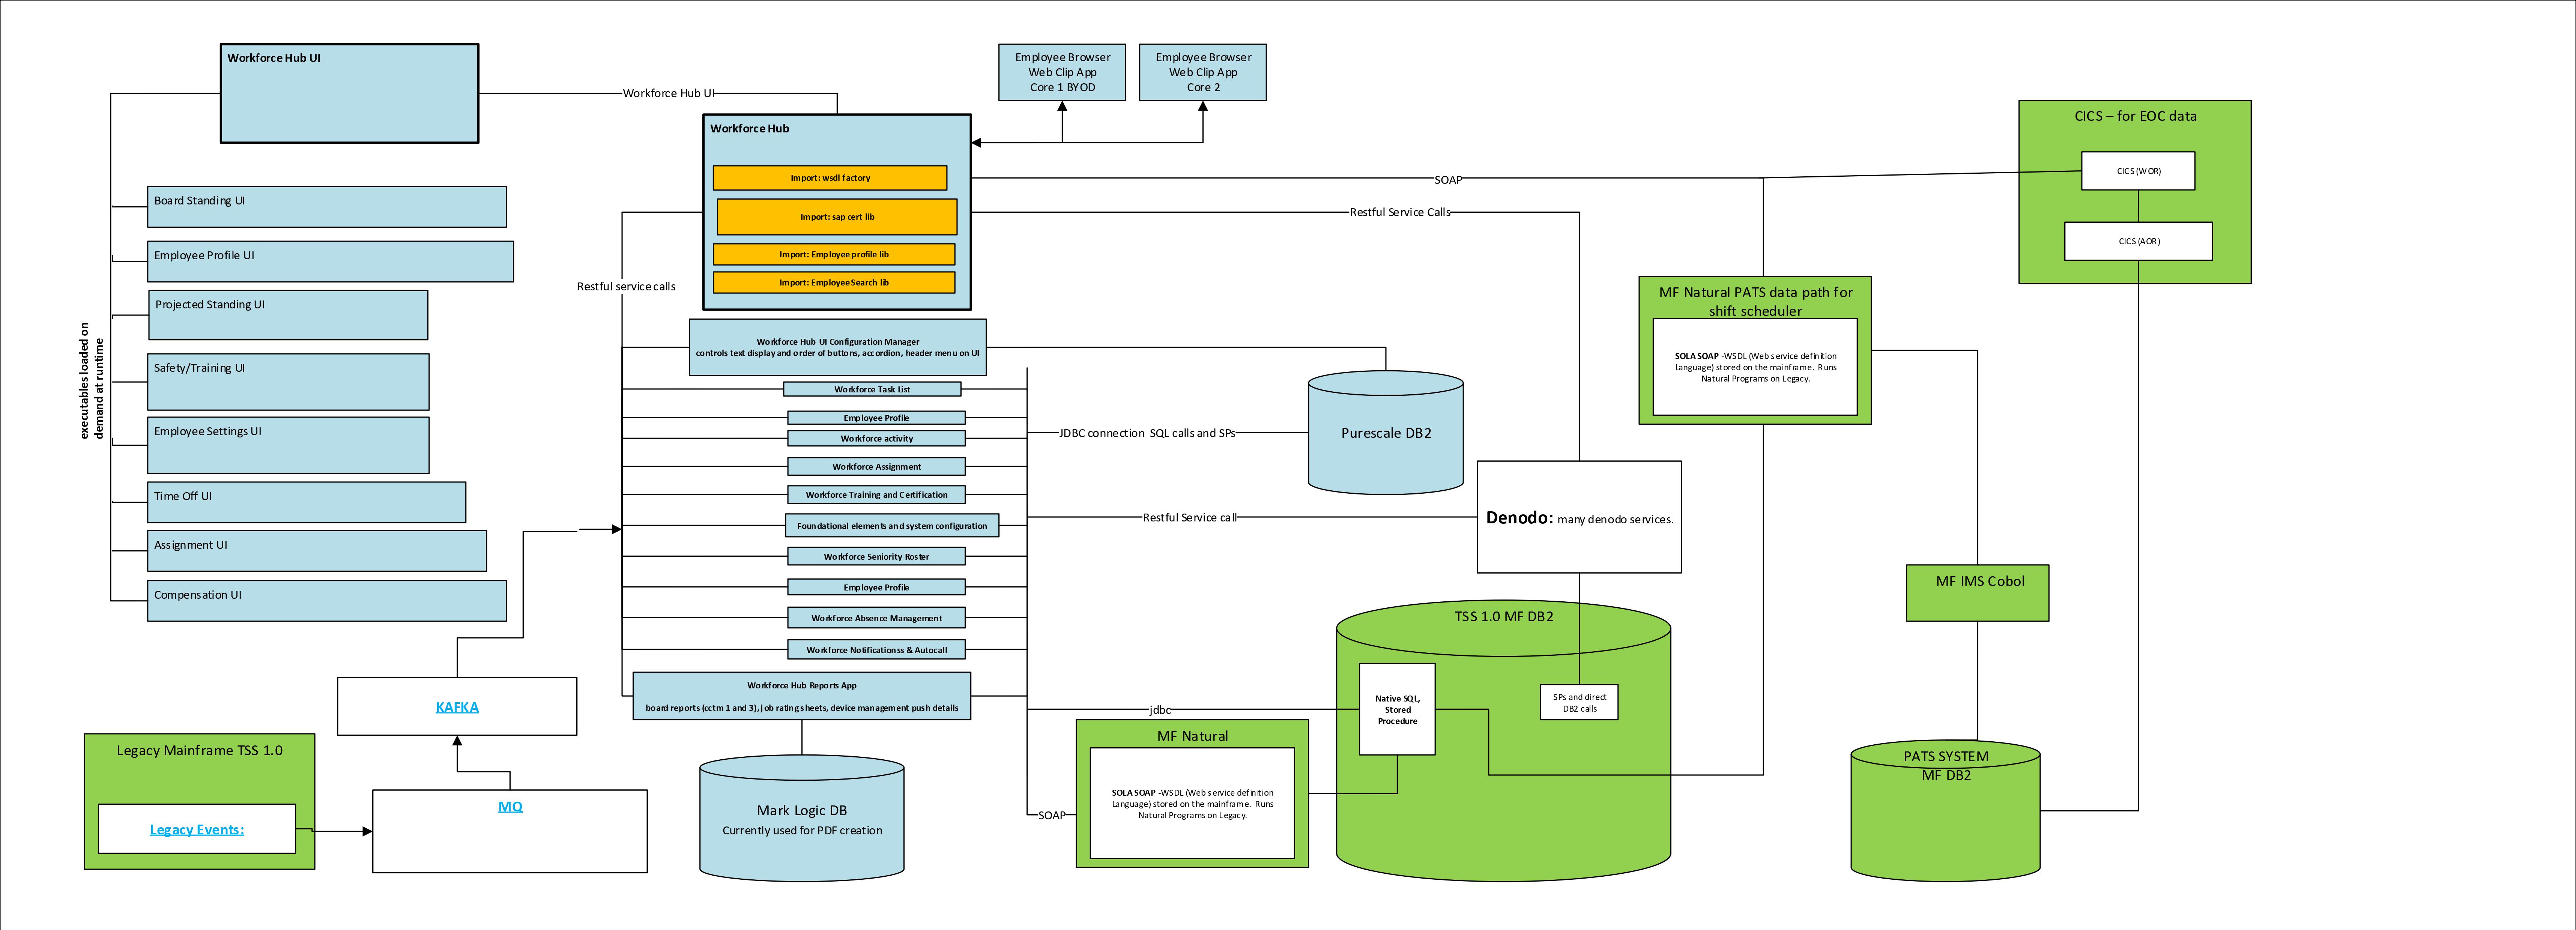 Workforce Hub UI
Workforce Hub UI
Employee Browser
Web Clip App
Core 1 BYOD
Employee Browser
Web Clip App
Core 2
Workforce Hub
Import: wsdl factory
Import: sap cert lib
Import: Employee profile lib
Import: Employee Search lib
SOAP
Restful Service Calls
Restful service calls
CICS – for EOC data
CICS (WOR)
CICS (AOR)
executables loaded on
demand at runtime
Board Standing UI
Employee Profile UI
Projected Standing UI
Safety/Training UI
Employee Settings UI
Time Off UI
Assignment UI
Compensation UI
Workforce Hub UI Configuration Manager
controls text display and order of buttons, accordion, header menu on UI
Workforce Task List
Employee Profile
Workforce activity
Workforce Assignment
Workforce Training and Certification
Foundational elements and system configuration
Workforce Seniority Roster
Employee Profile
Workforce Absence Management
Workforce Notificationss & Autocall
Workforce Hub Reports App
board reports (cctm 1 and 3), job rating sheets, device management push details
JDBC connection  SQL calls and SPs
Purescale DB2
Restful Service call
Denodo: many denodo services.
MF Natural PATS data path for
shift scheduler
SOLA SOAP -WSDL (Web service definition
Language) stored on the mainframe.  Runs
Natural Programs on Legacy.
MF IMS Cobol
TSS 1.0 MF DB2
Native SQL,
Stored
Procedure
SPs and direct
DB2 calls
jdbc
MF Natural
SOLA SOAP -WSDL (Web service definition
Language) stored on the mainframe.  Runs
Natural Programs on Legacy.
SOAP
PATS SYSTEM
MF DB2
KAFKA
Legacy Mainframe TSS 1.0
Legacy Events:
MQ
Mark Logic DB
Currently used for PDF creation